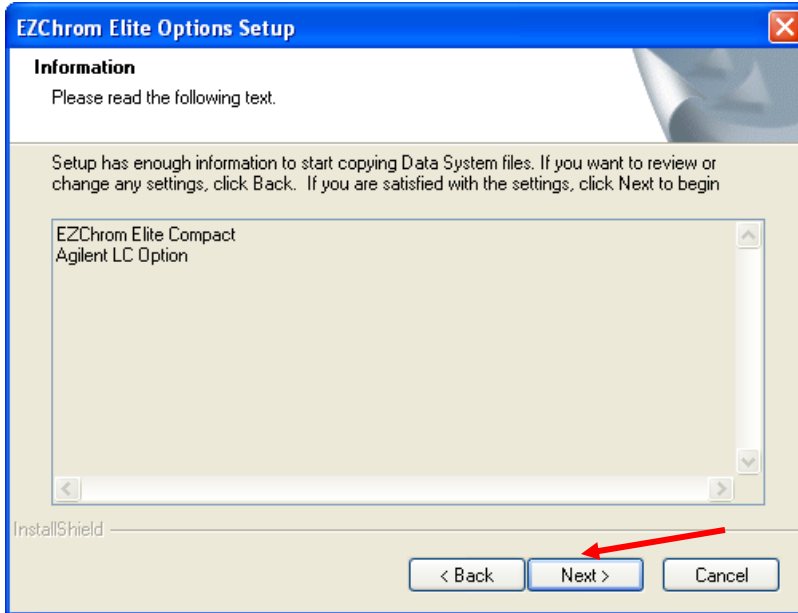 EZChrom Elite Options Setup
Information
Please read the following text.
Setup has enough information to start copying Data System files. If you want to review or
change any settings, click Back.  If you are satisfied with the settings, click Next to begin
EZChrom Elite Compact
Agilent LC Option
InstallShield
< Back
Next >
Cancel